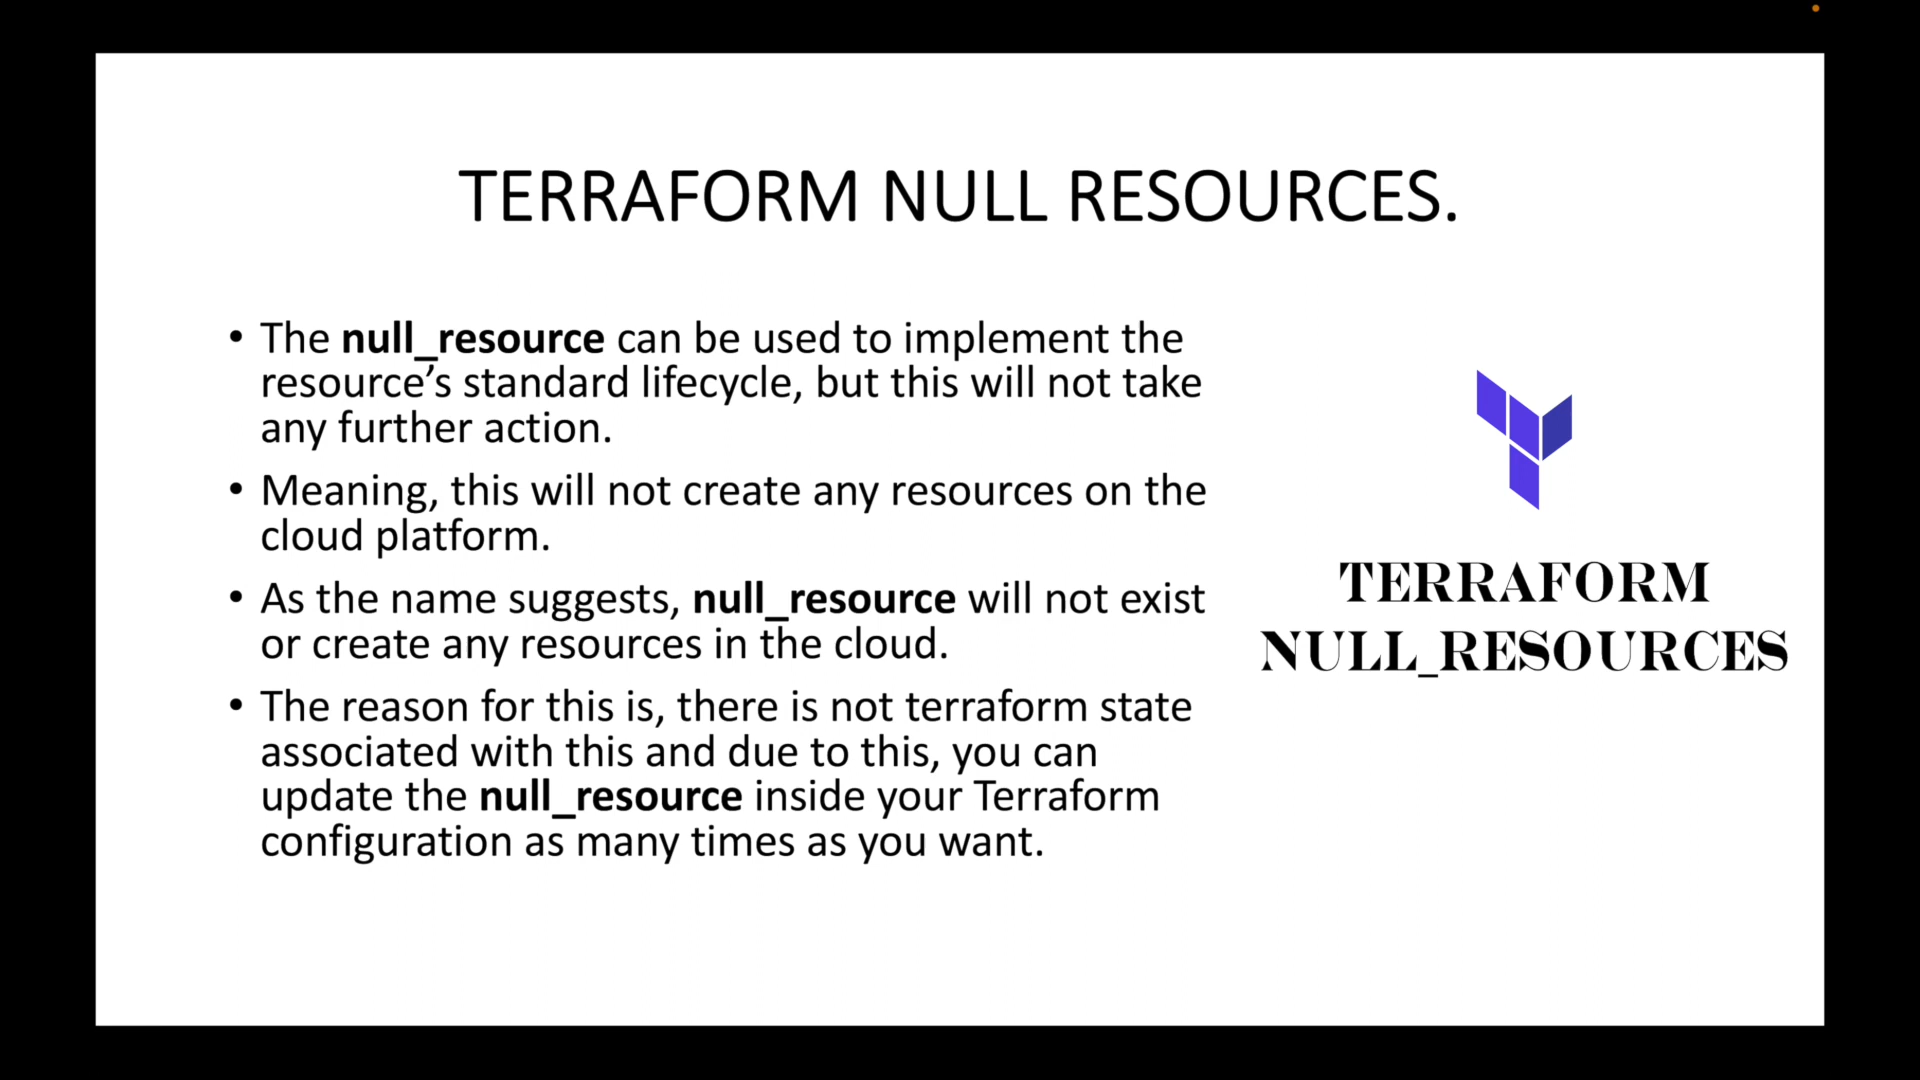 TERRAFORM NULL RESOURCES.
• The null_resource can be used to implement the
resource’s standard lifecycle, but this will not take
any further action.
• Meaning, this will not create any resources on the
cloud platform.
• As the name suggests, null_resource will not exist
or create any resources in the cloud.
• The reason for this is, there is not terraform state
associated with this and due to this, you can
update the null_resource inside your Terraform
configuration as many times as you want.
TERRAFORM
NULL_RESOURCES